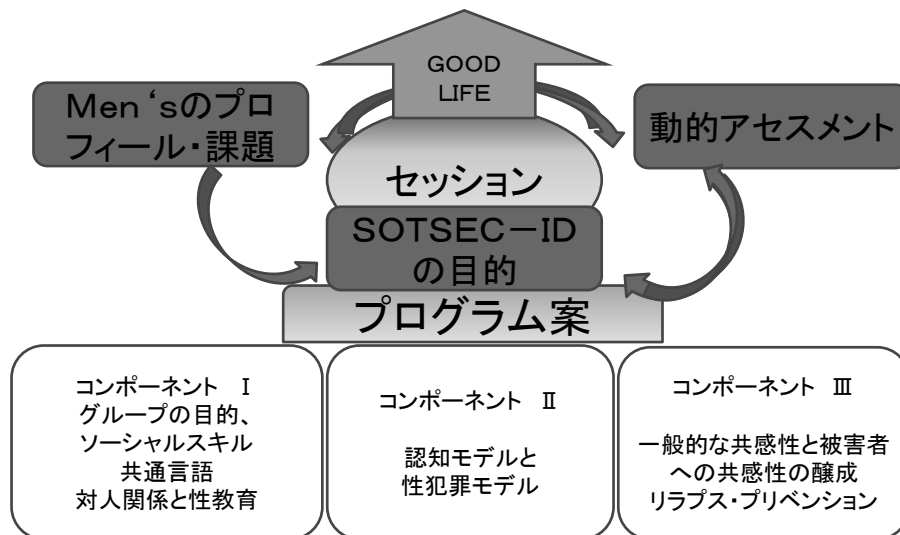 GOOD
LIFE
Men‘sのプロ
フィール・課題
動的アセスメント
セッション
SOTSEC－ID
の目的
プログラム案
コンポーネント　Ⅰ
グループの目的、
ソーシャルスキル
共通言語
対人関係と性教育
コンポーネント　Ⅱ
認知モデルと
性犯罪モデル
コンポーネント　Ⅲ
一般的な共感性と被害者
への共感性の醸成
リラプス・プリベンション